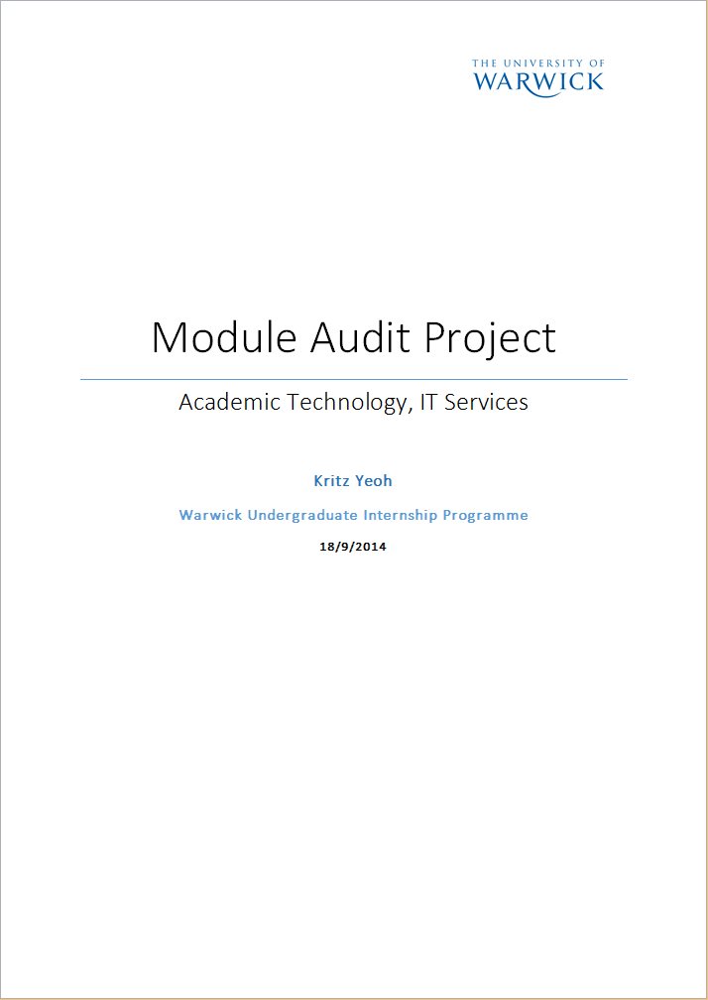 THE UNIVERSITY OF
WARWICK
Module Audit Project
Academic Technology, IT Services
Kritz Yeoh
Warwick Undergraduate Internship Programme
18/9/2014